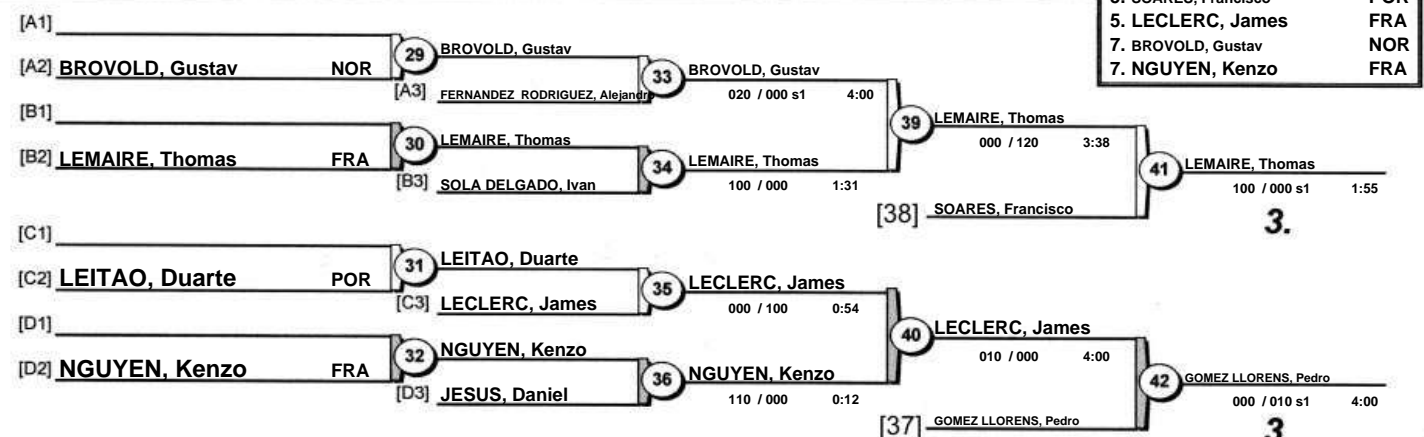 5. SOARES, Francisco POR
5. LECLERC, James FRA
7. BROVOLD, Gustav NOR
7. NGUYEN, Kenzo FRA
[A1]
[A2] BROVOLD, Gustav NOR
29
BROVOLD, Gustav
[A3] FERNANDEZ RODRIGUEZ, Alejandro
33
BROVOLD, Gustav
020 / 000 s1 4:00
[B1]
[B2] LEMAIRE, Thomas FRA
30
LEMAIRE, Thomas
[B3] SOLA DELGADO, Ivan
34
LEMAIRE, Thomas
100 / 000 1:31
39
LEMAIRE, Thomas
000 / 120 3:38
[38] SOARES, Francisco
41
LEMAIRE, Thomas
100 / 000 s1 1:55
3.
[C1]
[C2] LEITAO, Duarte POR
31
LEITAO, Duarte
[C3] LECLERC, James
35
LECLERC, James
000 / 100 0:54
[D1]
[D2] NGUYEN, Kenzo FRA
32
NGUYEN, Kenzo
[D3] JESUS, Daniel
36
NGUYEN, Kenzo
110 / 000 0:12
40
LECLERC, James
010 / 000 4:00
[37] GOMEZ LLORENS, Pedro
42
GOMEZ LLORENS, Pedro
000 / 010 s1 4:00
3